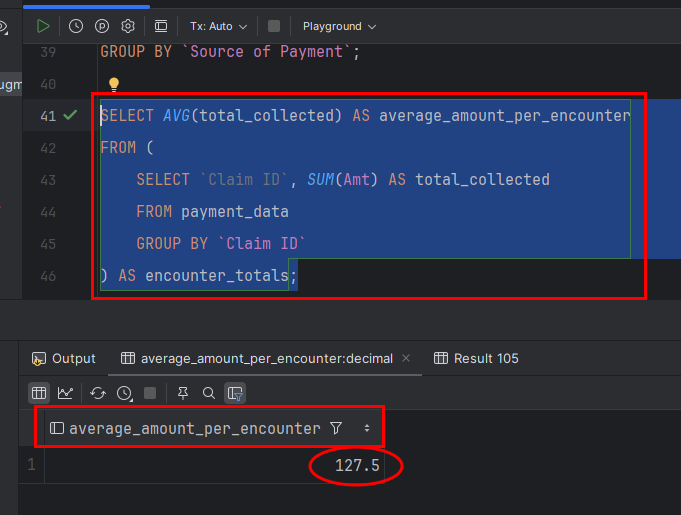 Tx: Auto Playground
39 GROUP BY `Source of Payment`;
40
ugm
41 SELECT AVG(total_collected) AS average_amount_per_encounter
42 FROM (
43 SELECT `Claim ID`, SUM(Amt) AS total_collected
44 FROM payment_data
45 GROUP BY `Claim ID`
46 ) AS encounter_totals;
Output average_amount_per_encounter:decimal × Result 105
average_amount_per_encounter
1 127.5